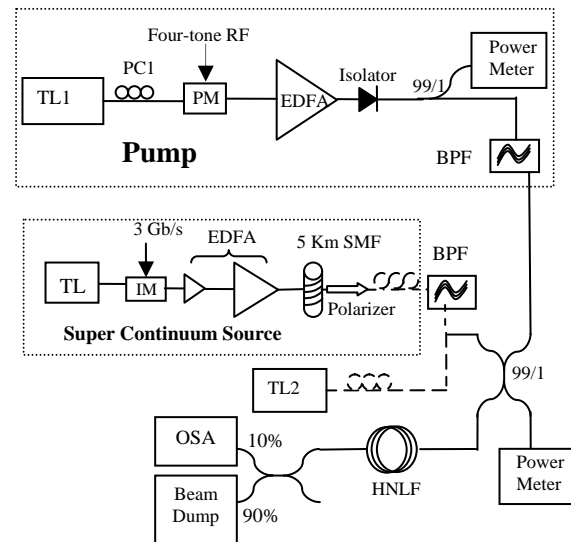 Four-tone RF
PC1
TL1
PM
EDFA
Isolator
99/1
Power
Meter
Pump
BPF
3 Gb/s
EDFA
5 Km SMF
BPF
TL
IM
Polarizer
Super Continuum Source
TL2
99/1
OSA
10%
HNLF
Power
Meter
Beam
Dump
90%